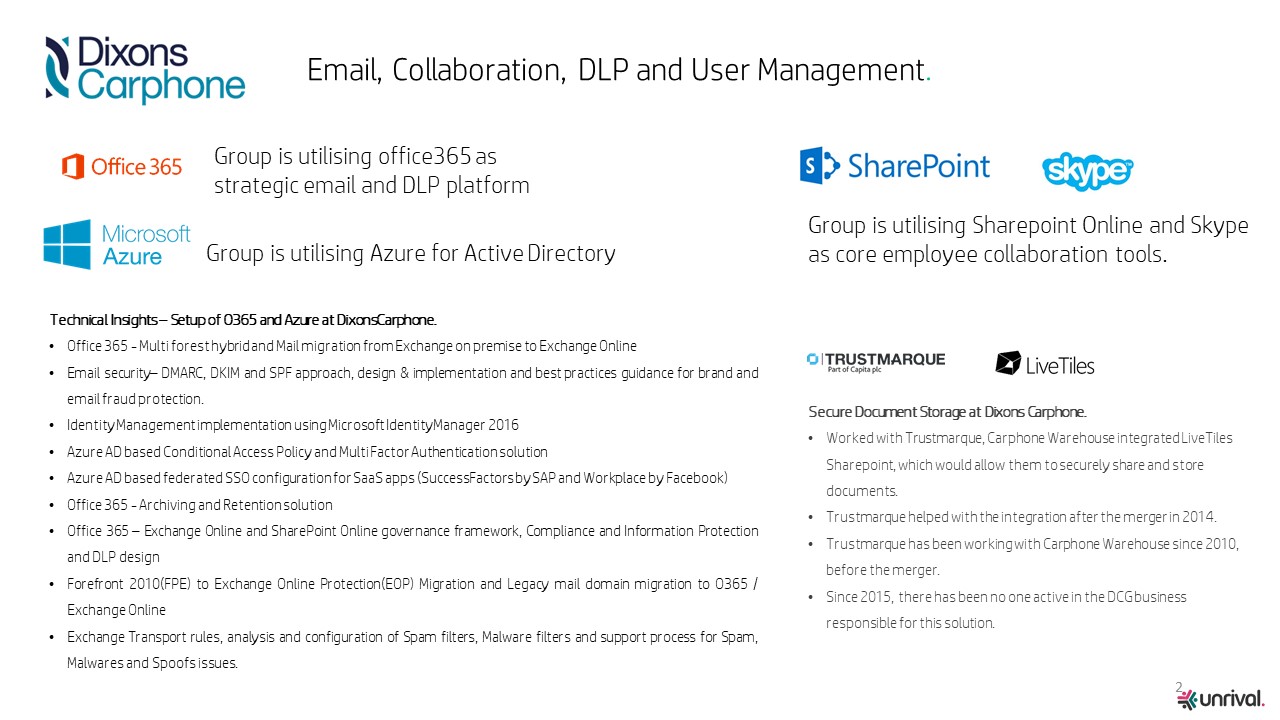 Dixons
Carphone
Email, Collaboration, DLP and User Management.
Office 365
Group is utilising office365 as
strategic email and DLP platform
Microsoft
Azure
Group is utilising Azure for Active Directory
S
SharePoint
skype™
Group is utilising Sharepoint Online and Skype
as core employee collaboration tools.
Technical Insights – Setup of O365 and Azure at DixonsCarphone.
• Office 365 - Multi forest hybrid and Mail migration from Exchange on premise to Exchange Online
• Email security– DMARC, DKIM and SPF approach, design & implementation and best practices guidance for brand and
email fraud protection.
• Identity Management implementation using Microsoft Identity Manager 2016
• Azure AD based Conditional Access Policy and Multi Factor Authentication solution
• Azure AD based federated SSO configuration for SaaS apps (SuccessFactors by SAP and Workplace by Facebook)
• Office 365 - Archiving and Retention solution
• Office 365 – Exchange Online and SharePoint Online governance framework, Compliance and Information Protection
and DLP design
• Forefront 2010(FPE) to Exchange Online Protection(EOP) Migration and Legacy mail domain migration to O365 /
Exchange Online
• Exchange Transport rules, analysis and configuration of Spam filters, Malware filters and support process for Spam,
Malwares and Spoofs issues.
TRUSTMARQUE
Part of Capita plc
LiveTiles
Secure Document Storage at Dixons Carphone.
• Worked with Trustmarque, Carphone Warehouse integrated LiveTiles
Sharepoint, which would allow them to securely share and store
documents.
• Trustmarque helped with the integration after the merger in 2014.
• Trustmarque has been working with Carphone Warehouse since 2010,
before the merger.
• Since 2015, there has been no one active in the DCG business
responsible for this solution.
2
unrival.